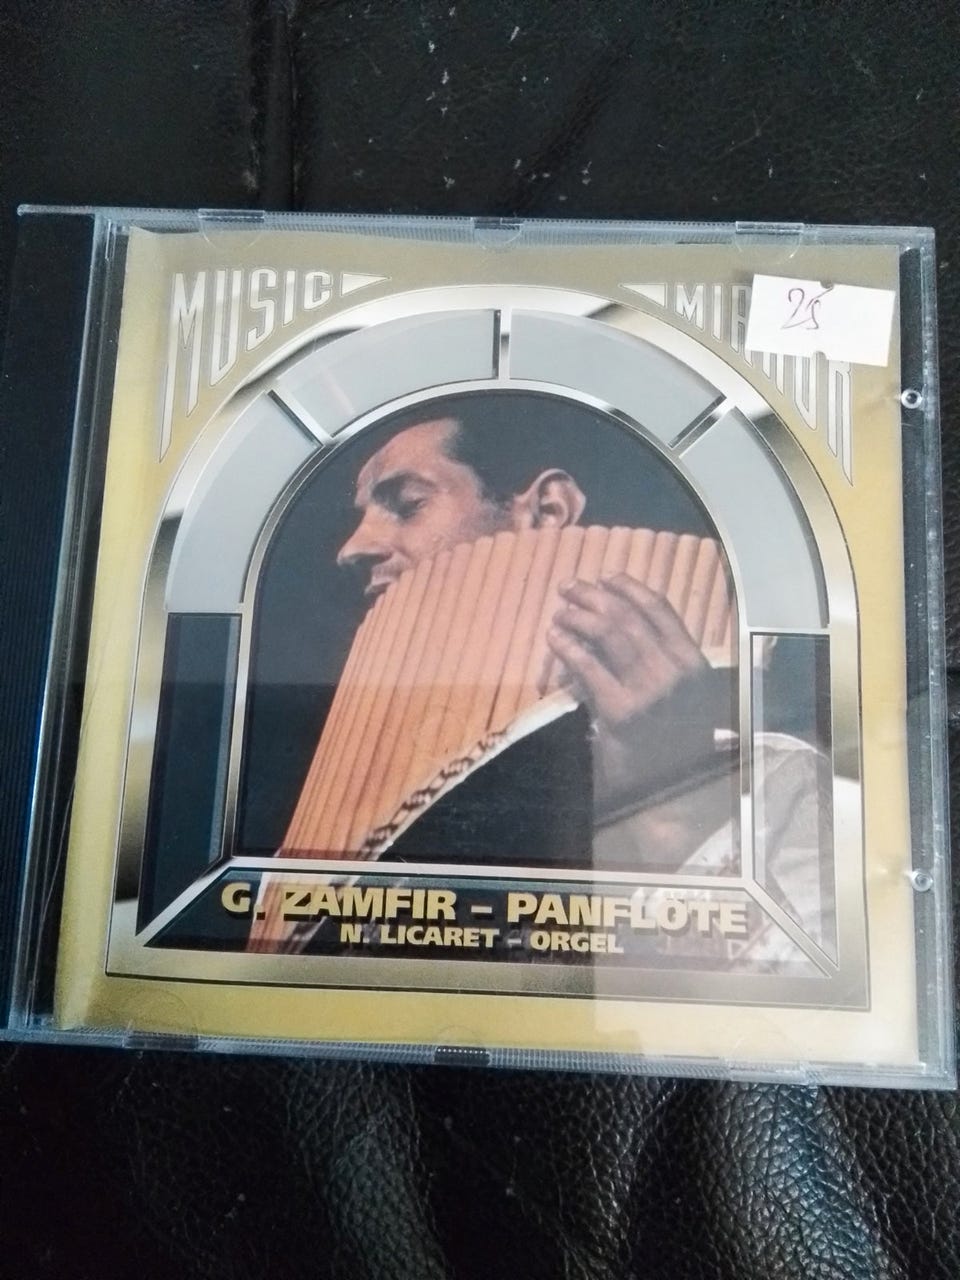 MUSIC MIRROR
25
G. ZAMFIR – PANFLÖTE
N. LICARET – ORGEL